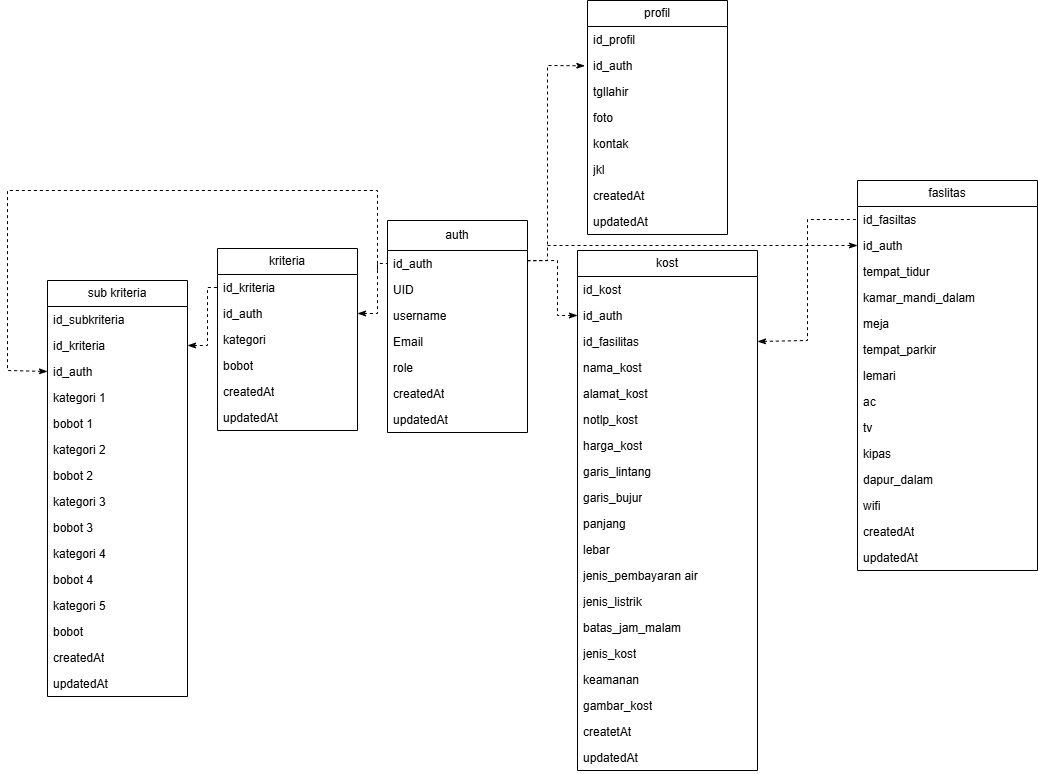 profil
id_profil
id_auth
tgllahir
foto
kontak
jkl
createdAt
updatedAt
faslitas
id_fasiltas
id_auth
tempat_tidur
kamar_mandi_dalam
meja
tempat_parkir
lemari
ac
tv
kipas
dapur_dalam
wifi
createdAt
updatedAt
auth
id_auth
UID
username
Email
role
createdAt
updatedAt
kriteria
id_kriteria
id_auth
kategori
bobot
createdAt
updatedAt
kost
id_kost
id_auth
id_fasilitas
nama_kost
alamat_kost
notlp_kost
harga_kost
garis_lintang
garis_bujur
panjang
lebar
jenis_pembayaran air
jenis_listrik
batas_jam_malam
jenis_kost
keamanan
gambar_kost
createtAt
updatedAt
sub kriteria
id_subkriteria
id_kriteria
id_auth
kategori 1
bobot 1
kategori 2
bobot 2
kategori 3
bobot 3
kategori 4
bobot 4
kategori 5
bobot
createdAt
updatedAt